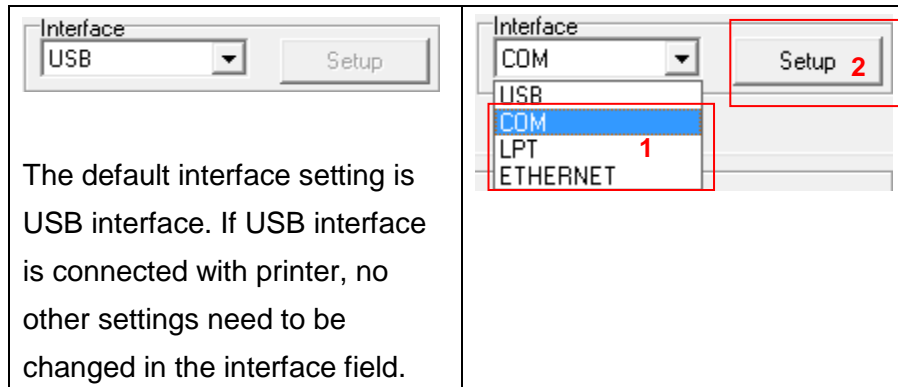 Interface
USB
Setup
The default interface setting is
USB interface. If USB interface
is connected with printer, no
other settings need to be
changed in the interface field.
Interface
COM
Setup 2
USB
COM
LPT 1
ETHERNET